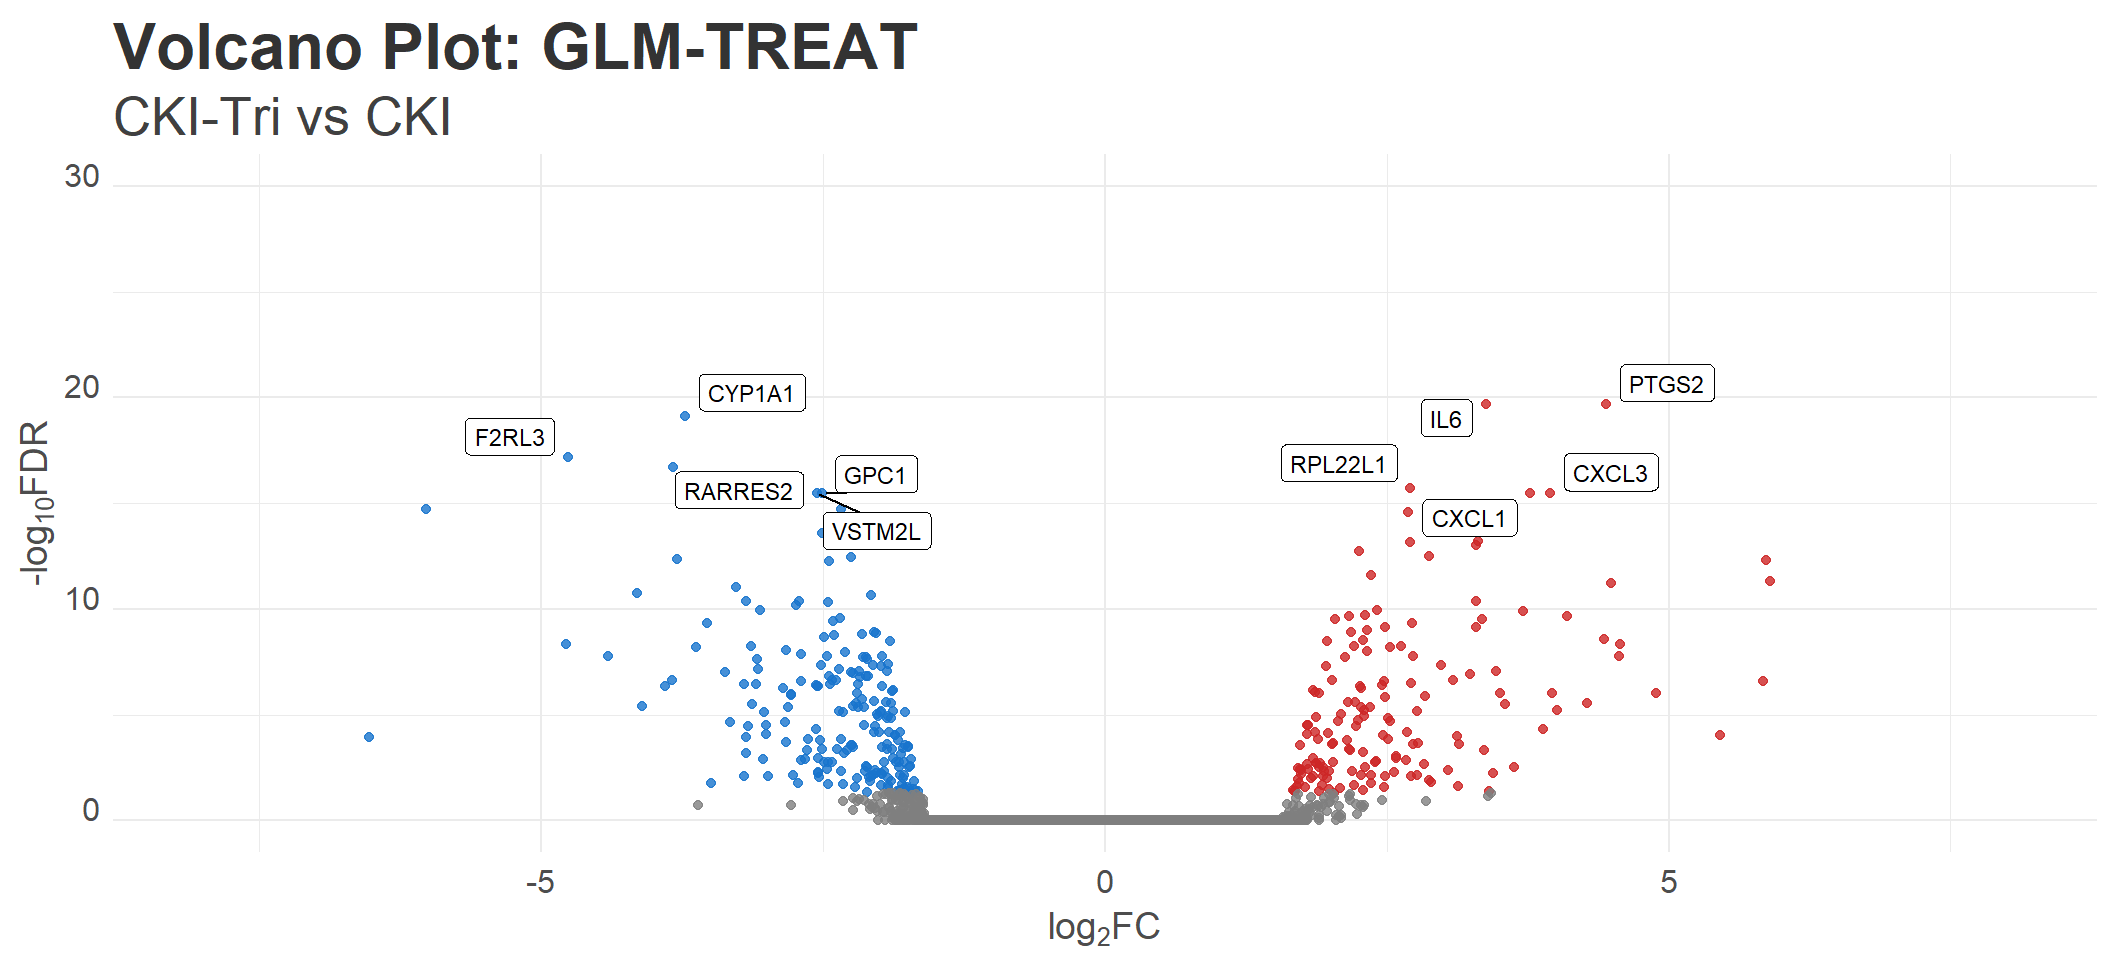 Volcano Plot: GLM-TREAT
CKI-Tri vs CKI
30
20
10
0
-log10FDR
PTGS2
CYP1A1
IL6
F2RL3
RPL22L1
CXCL3
GPC1
RARRES2
CXCL1
VSTM2L
-5
0
5
log2FC